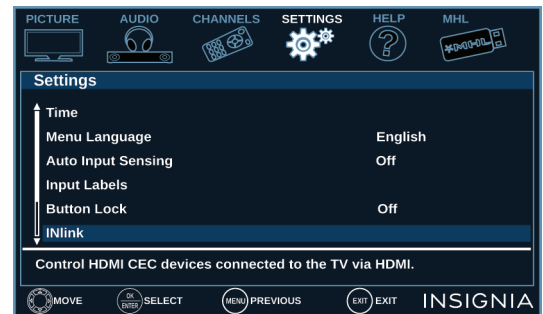 PICTURE AUDIO CHANNELS SETTINGS HELP MHL
MHL
Settings
Time
Menu Language English
Auto Input Sensing Off
Input Labels
Button Lock Off
INlink
Control HDMI CEC devices connected to the TV via HDMI.
MOVE OK ENTER SELECT MENU PREVIOUS EXIT EXIT INSIGNIA